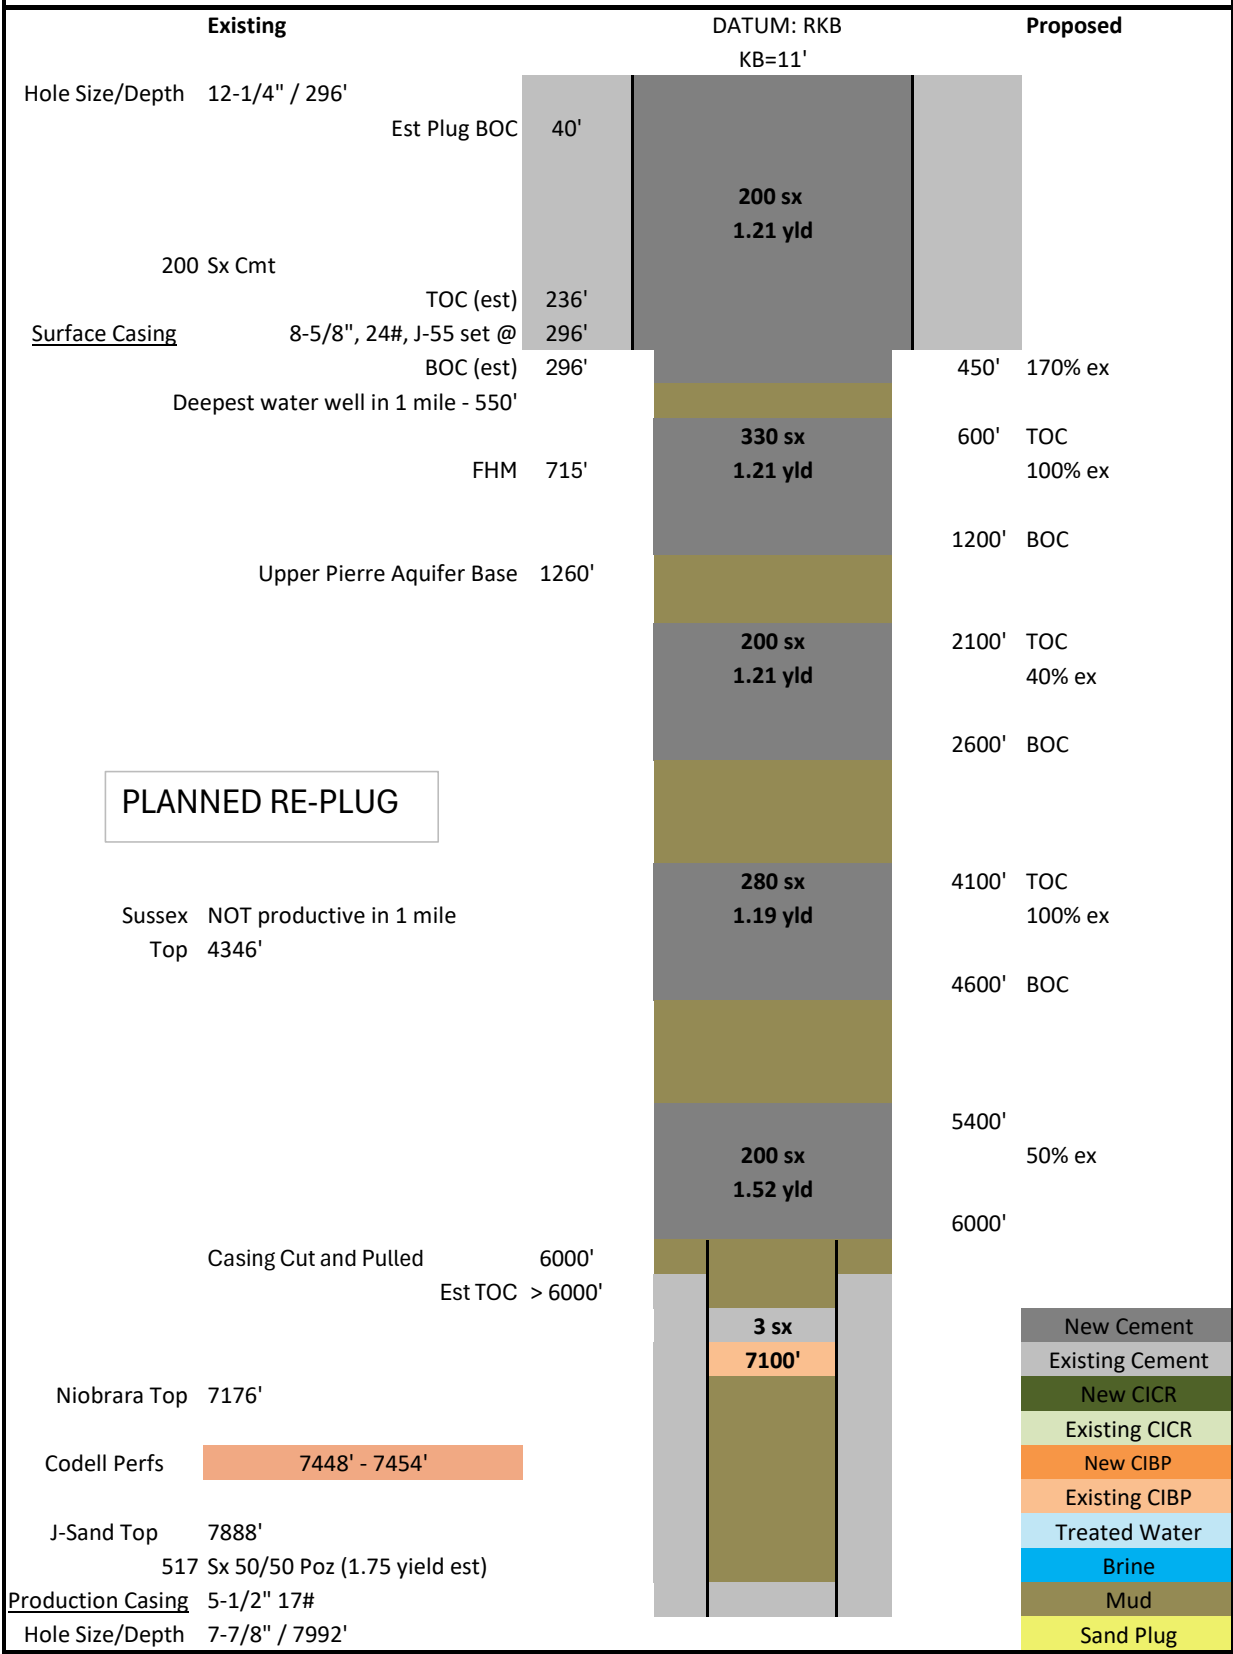 Existing DATUM: RKB Proposed
KB=11'
Hole Size/Depth 12-1/4" / 296'
Est Plug BOC 40'
200 sx
1.21 yld
200 Sx Cmt
TOC (est) 236'
Surface Casing 8-5/8", 24#, J-55 set @ 296'
BOC (est) 296' 450' 170% ex
Deepest water well in 1 mile - 550'
330 sx 600' TOC
FHM 715' 1.21 yld 100% ex
1200' BOC
Upper Pierre Aquifer Base 1260'
200 sx 2100' TOC
1.21 yld 40% ex
2600' BOC
PLANNED RE-PLUG
280 sx 4100' TOC
Sussex NOT productive in 1 mile 1.19 yld 100% ex
Top 4346'
4600' BOC
5400'
200 sx 50% ex
1.52 yld
6000'
Casing Cut and Pulled 6000'
Est TOC > 6000'
3 sx New Cement
7100' Existing Cement
Niobrara Top 7176' New CICR
Existing CICR
Codell Perfs 7448' - 7454' New CIBP
Existing CIBP
J-Sand Top 7888' Treated Water
517 Sx 50/50 Poz (1.75 yield est) Brine
Production Casing 5-1/2" 17# Mud
Hole Size/Depth 7-7/8" / 7992' Sand Plug